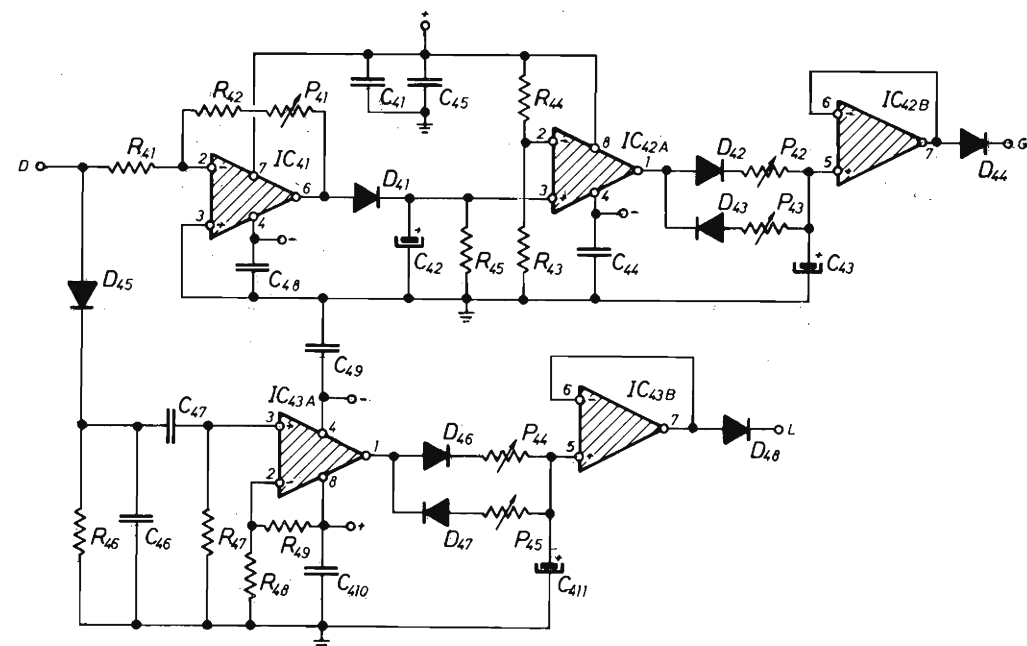 +
R42 P41 C41 C45 R44 6 − IC42B
D R41 2 − 7 IC41 2 − 8 IC42A D42 P42 5 + 7 G
6 D41 1 D44
3 + 4 3 + 4 D43 P43
− −
C48 + C42 R45 R43 C44 + C43
D45
C49
IC43A − 6 − IC43B
C47 3 + 4 D46 P44 7 L
1 5 + D48
2 − 8
R49 + D47 P45
R46 C46 R47 R48 C410 + C411